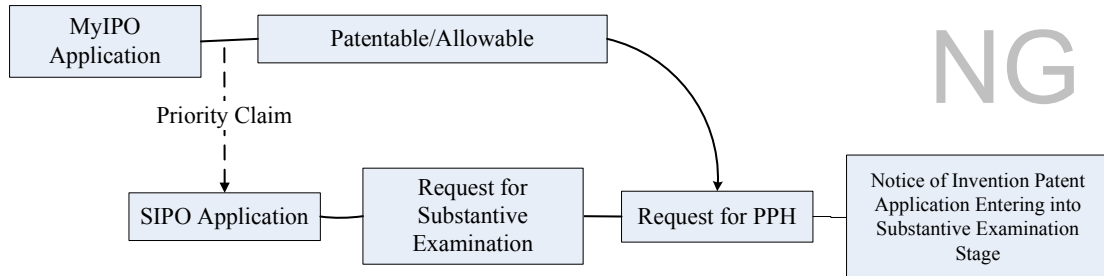 MyIPO
Application
Patentable/Allowable
NG
Priority Claim
SIPO Application
Request for
Substantive
Examination
Request for PPH
Notice of Invention Patent
Application Entering into
Substantive Examination
Stage